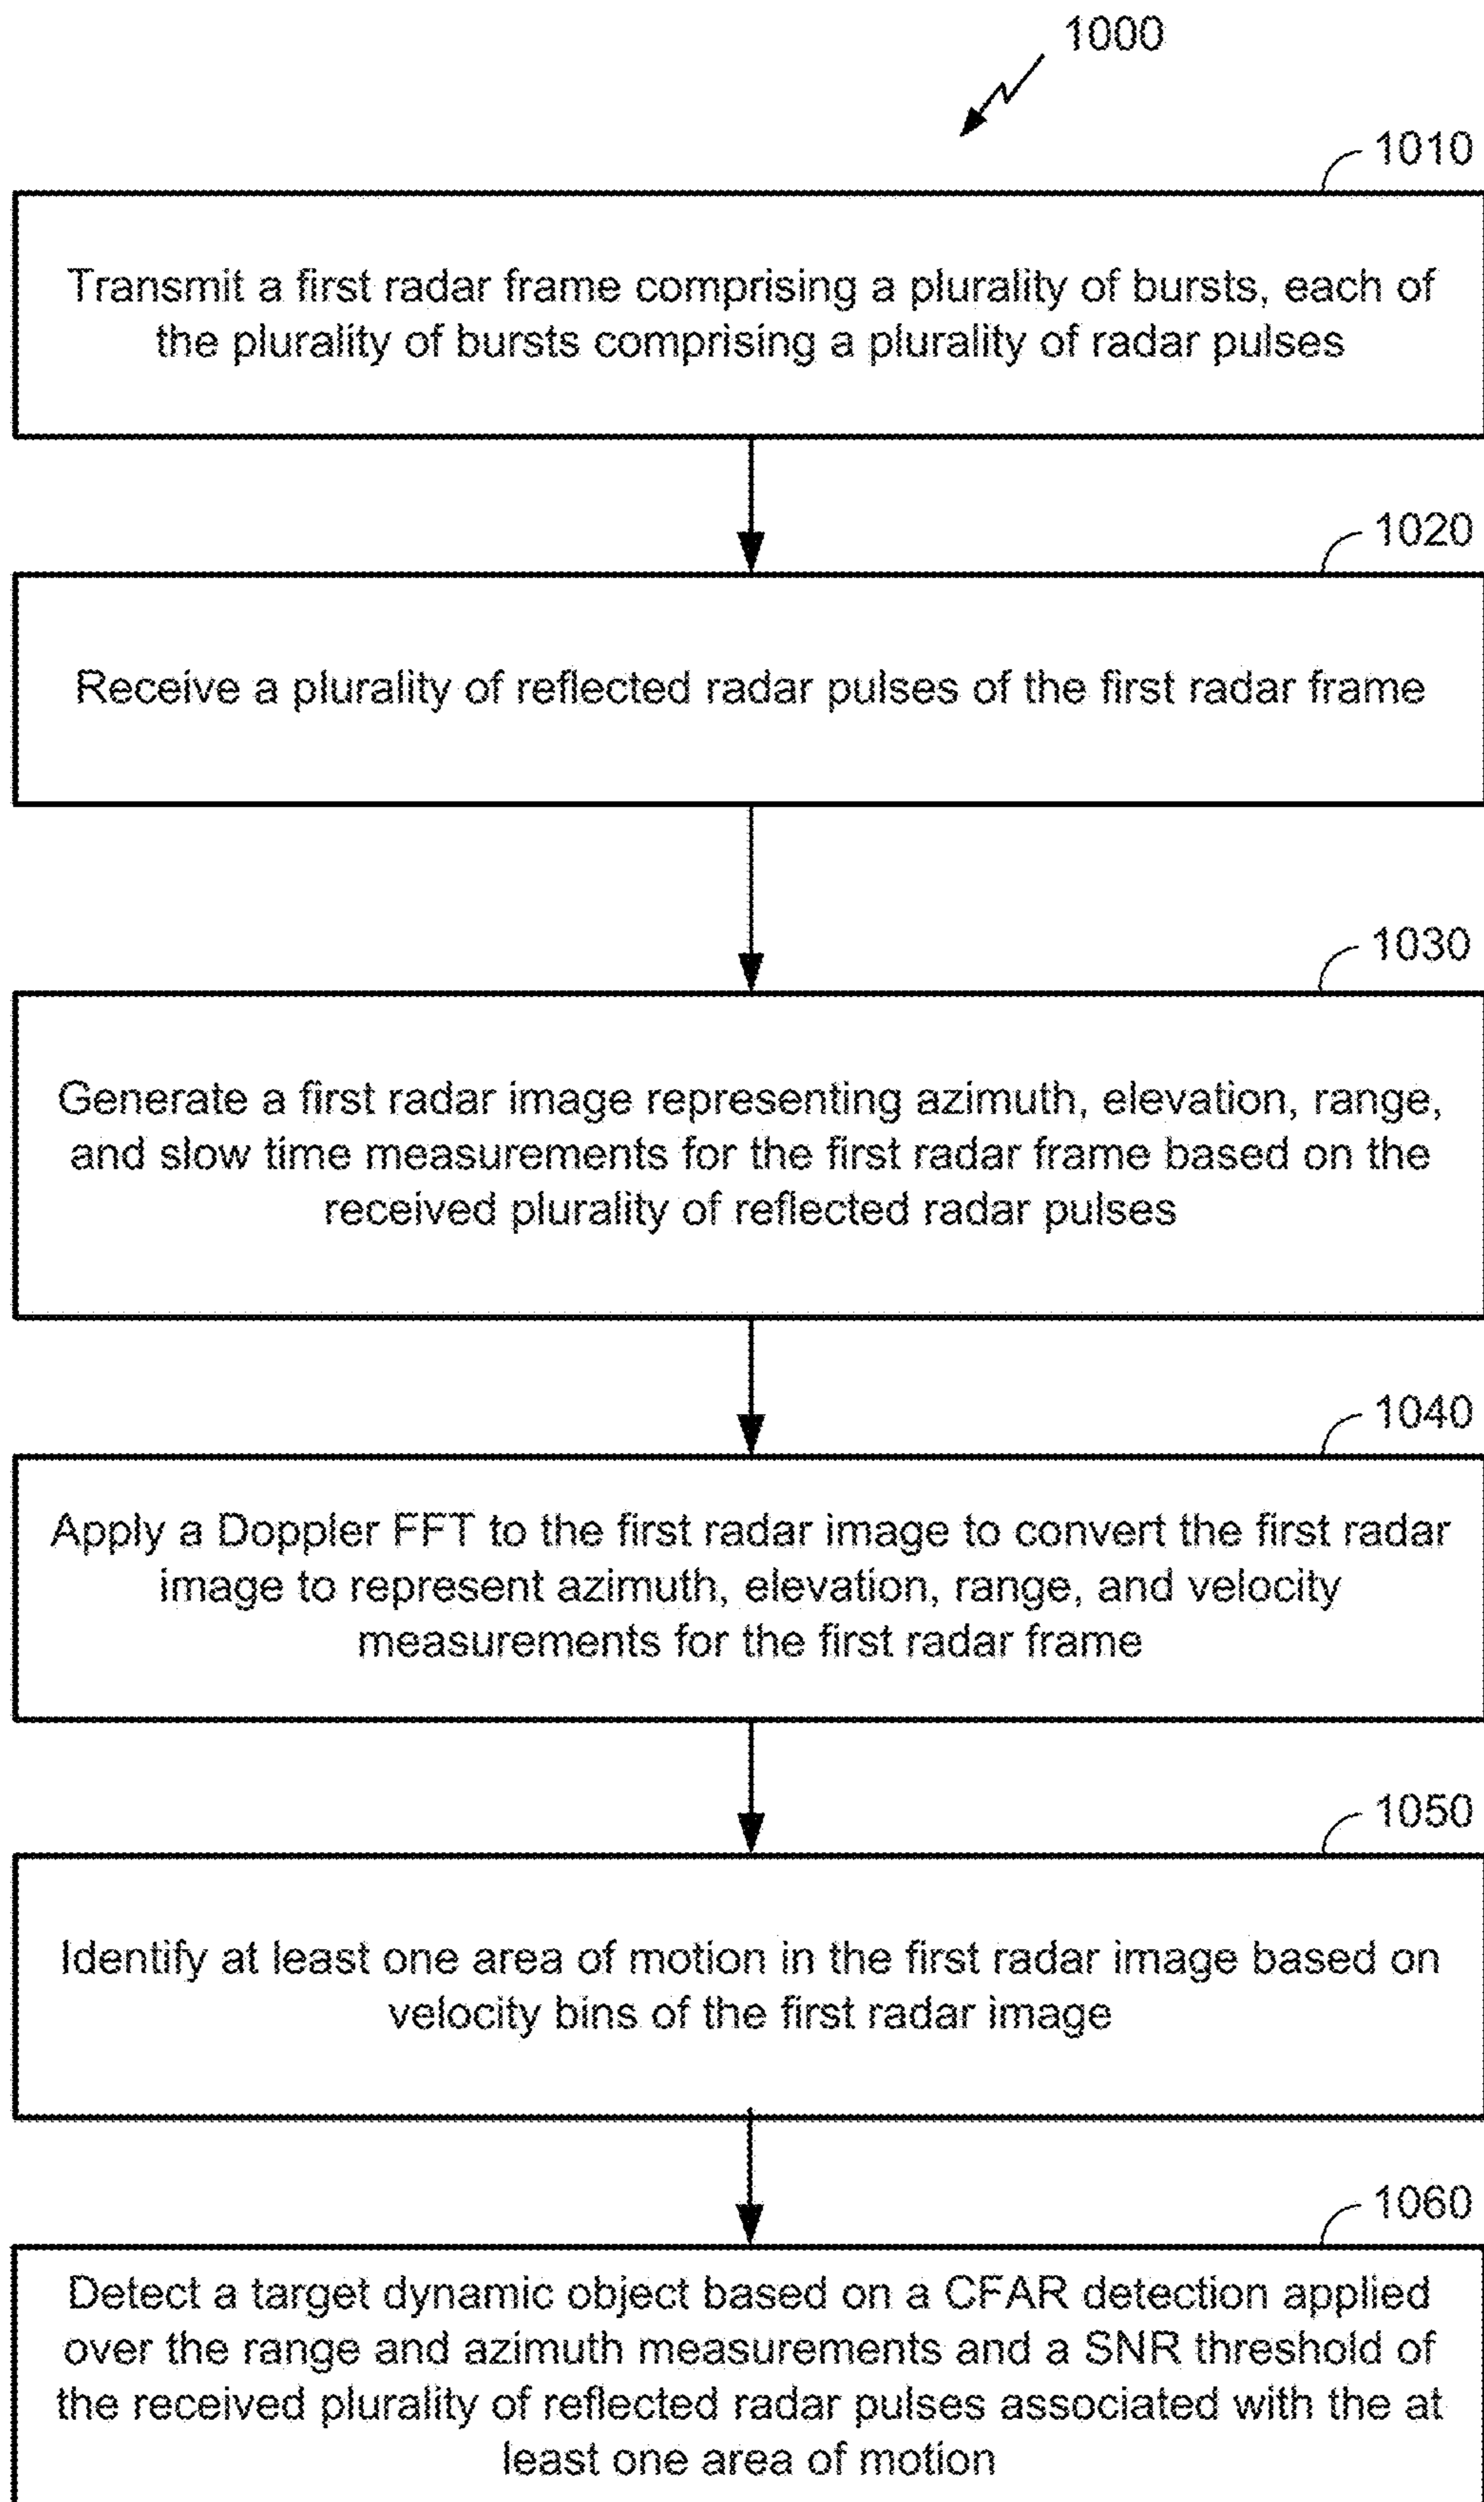 1000
1010
Transmit a first radar frame comprising a plurality of bursts, each of
the plurality of bursts comprising a plurality of radar pulses
1020
Receive a plurality of reflected radar pulses of the first radar frame
1030
Generate a first radar image representing azimuth, elevation, range,
and slow time measurements for the first radar frame based on the
received plurality of reflected radar pulses
1040
Apply a Doppler FFT to the first radar image to convert the first radar
image to represent azimuth, elevation, range, and velocity
measurements for the first radar frame
1050
Identify at least one area of motion in the first radar image based on
velocity bins of the first radar image
1060
Detect a target dynamic object based on a CFAR detection applied
over the range and azimuth measurements and a SNR threshold of
the received plurality of reflected radar pulses associated with the at
least one area of motion